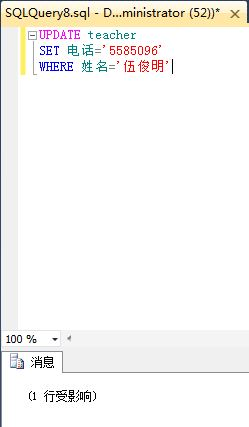 SQLQuery8.sql - D...ministrator (52))*
UPDATE teacher
SET 电话='5585096'
WHERE 姓名='伍俊明'
100 %
消息
(1 行受影响)